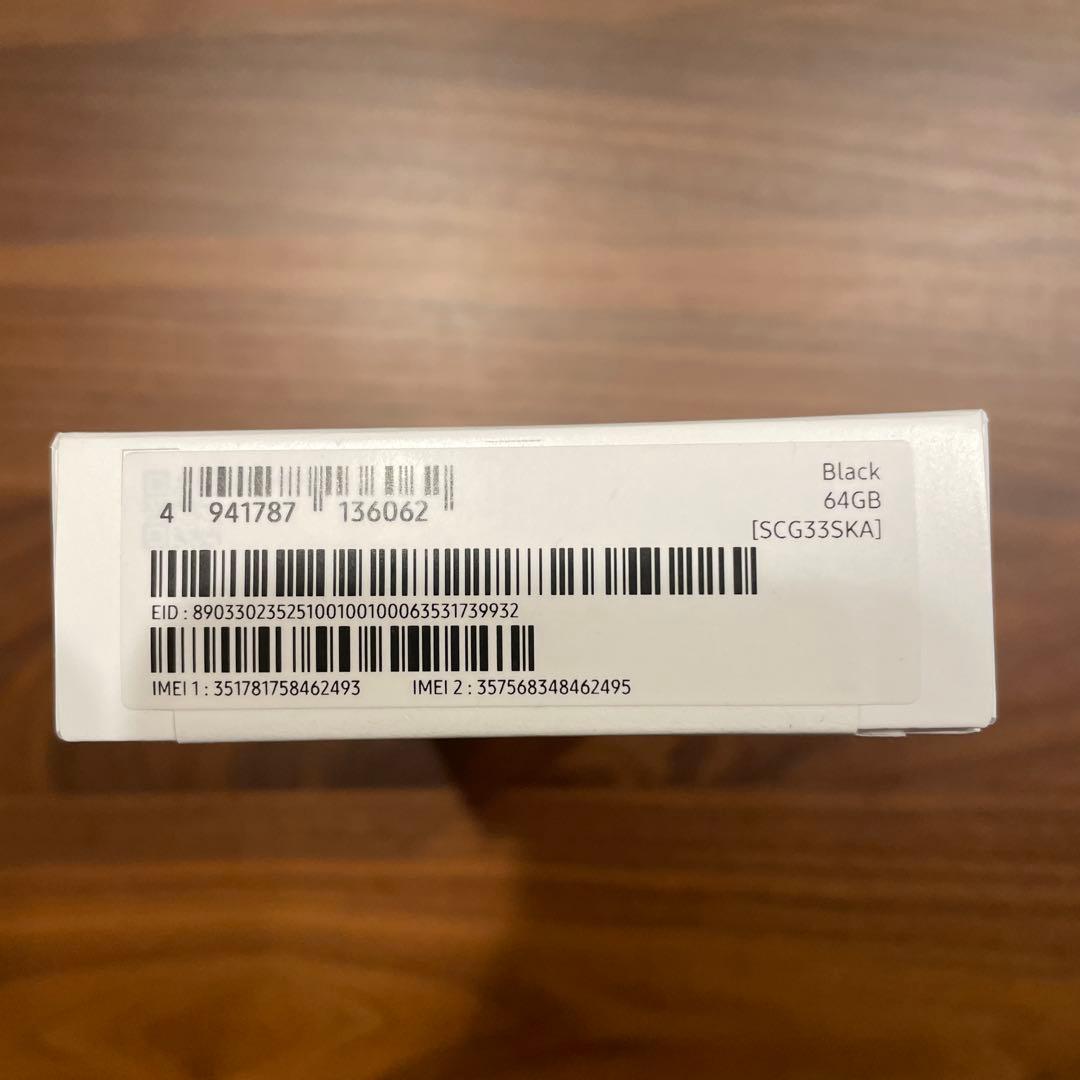 4 941787 136062
Black
64GB
[SCG33SKA]
EID : 89033023525100100100063531739932
IMEI 1 : 351781758462493 IMEI 2 : 357568348462495